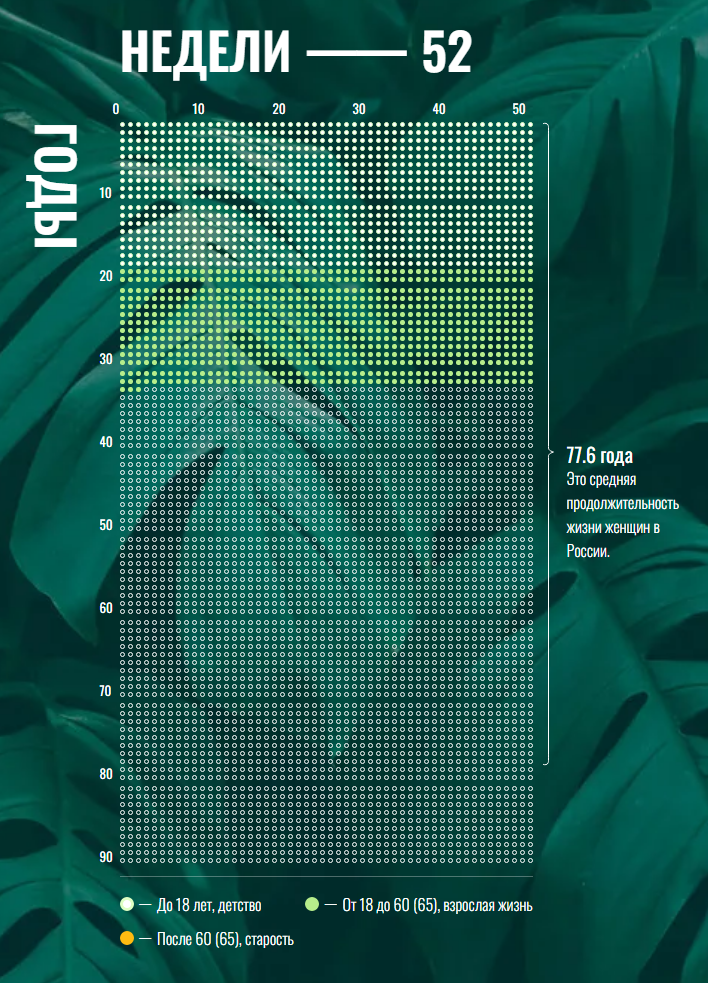 НЕДЕЛИ —— 52
0 10 20 30 40 50
ГОДЫ
10
20
30
40
50
60
70
80
90
77.6 года
Это средняя
продолжительность
жизни женщин в
России.
— До 18 лет, детство
— От 18 до 60 (65), взрослая жизнь
— После 60 (65), старость